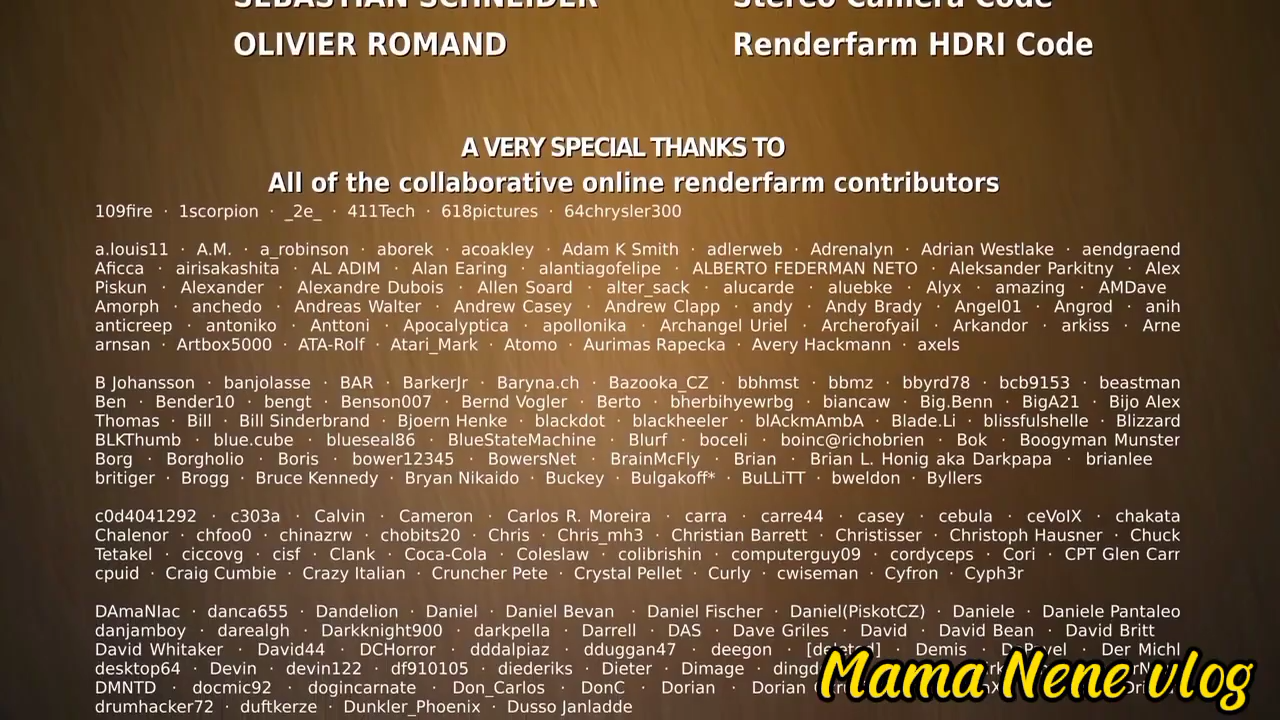 SEBASTIAN SCHNEIDER Stereo Camera Code
OLIVIER ROMAND Renderfarm HDRI Code
A VERY SPECIAL THANKS TO
All of the collaborative online renderfarm contributors
109fire · 1scorpion · _2e_ · 411Tech · 618pictures · 64chrysler300
a.louis11 · A.M. · a_robinson · aborek · acoakley · Adam K Smith · adlerweb · Adrenalyn · Adrian Westlake · aendgraend
Aficca · airisakashita · AL ADIM · Alan Earing · alantiagofelipe · ALBERTO FEDERMAN NETO · Aleksander Parkitny · Alex
Piskun · Alexander · Alexandre Dubois · Allen Soard · alter_sack · alucarde · aluebke · Alyx · amazing · AMDave
Amorph · anchedo · Andreas Walter · Andrew Casey · Andrew Clapp · andy · Andy Brady · Angel01 · Angrod · anih
anticreep · antoniko · Anttoni · Apocalyptica · apollonika · Archangel Uriel · Archerofyail · Arkandor · arkiss · Arne
arnsan · Artbox5000 · ATA-Rolf · Atari_Mark · Atomo · Aurimas Rapecka · Avery Hackmann · axels
B Johansson · banjolasse · BAR · BarkerJr · Baryna.ch · Bazooka_CZ · bbhmst · bbmz · bbyrd78 · bcb9153 · beastman
Ben · Bender10 · bengt · Benson007 · Bernd Vogler · Berto · bherbihyewrbg · biancaw · Big.Benn · BigA21 · Bijo Alex
Thomas · Bill · Bill Sinderbrand · Bjoern Henke · blackdot · blackheeler · blAckmAmbA · Blade.Li · blissfulshelle · Blizzard
BLKThumb · blue.cube · blueseal86 · BlueStateMachine · Blurf · boceli · boinc@richobrien · Bok · Boogyman Munster
Borg · Borgholio · Boris · bower12345 · BowersNet · BrainMcFly · Brian · Brian L. Honig aka Darkpapa · brianlee
britiger · Brogg · Bruce Kennedy · Bryan Nikaido · Buckey · Bulgakoff* · BuLLiTT · bweldon · Byllers
c0d4041292 · c303a · Calvin · Cameron · Carlos R. Moreira · carra · carre44 · casey · cebula · ceVolX · chakata
Chalenor · chfoo0 · chinazrw · chobits20 · Chris · Chris_mh3 · Christian Barrett · Christisser · Christoph Hausner · Chuck
Tetakel · ciccovg · cisf · Clank · Coca-Cola · Coleslaw · colibrishin · computerguy09 · cordyceps · Cori · CPT Glen Carr
cpuid · Craig Cumbie · Crazy Italian · Cruncher Pete · Crystal Pellet · Curly · cwiseman · Cyfron · Cyph3r
DAmaNIac · danca655 · Dandelion · Daniel · Daniel Bevan · Daniel Fischer · Daniel(PiskotCZ) · Daniele · Daniele Pantaleo
danjamboy · darealgh · Darkknight900 · darkpella · Darrell · DAS · Dave Griles · David · David Bean · David Britt
David Whitaker · David44 · DCHorror · dddalpiaz · dduggan47 · deegon · [deleted] · Demis · DePavel · Der Michl
desktop64 · Devin · devin122 · df910105 · diederiks · Dieter · Dimage
DMNTD · docmic92 · dogincarnate · Don_Carlos · DonC · Dorian · Dorian
drumhacker72 · duftkerze · Dunkler_Phoenix · Dusso Janladde
Mama Nene vlog